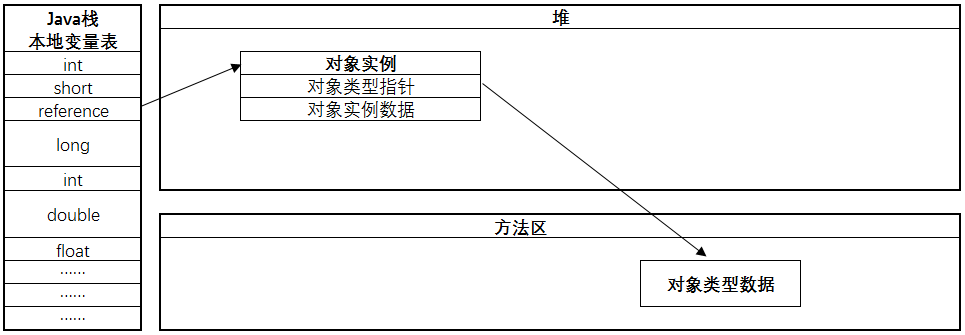 Java栈
本地变量表
int
short
reference
long
int
double
float
……
……
……
堆
对象实例
对象类型指针
对象实例数据
方法区
对象类型数据